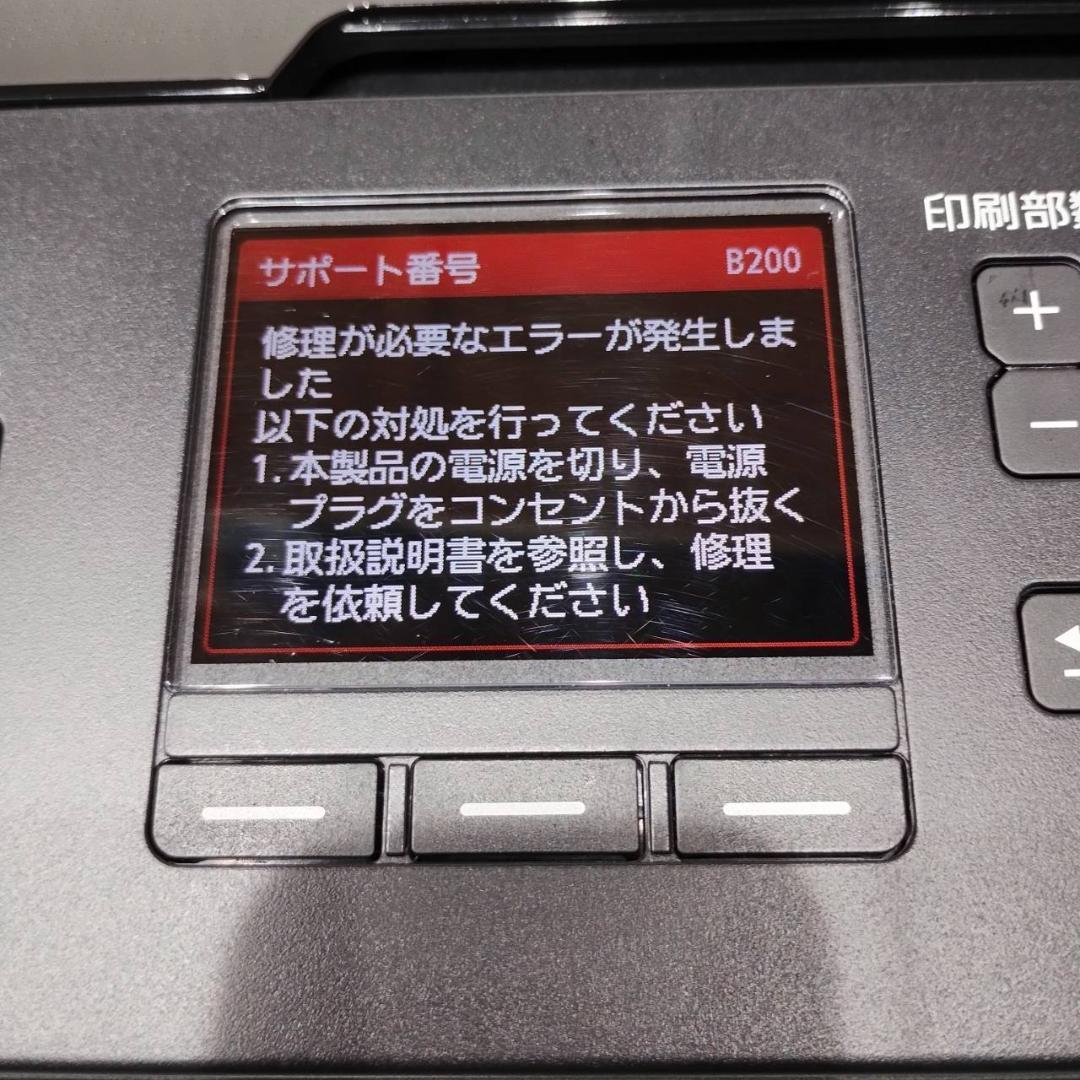 サポート番号 B200
印刷部数
修理が必要なエラーが発生しま
した
以下の対処を行ってください
1. 本製品の電源を切り、電源
プラグをコンセントから抜く
2. 取扱説明書を参照し、修理
を依頼してください
+
−